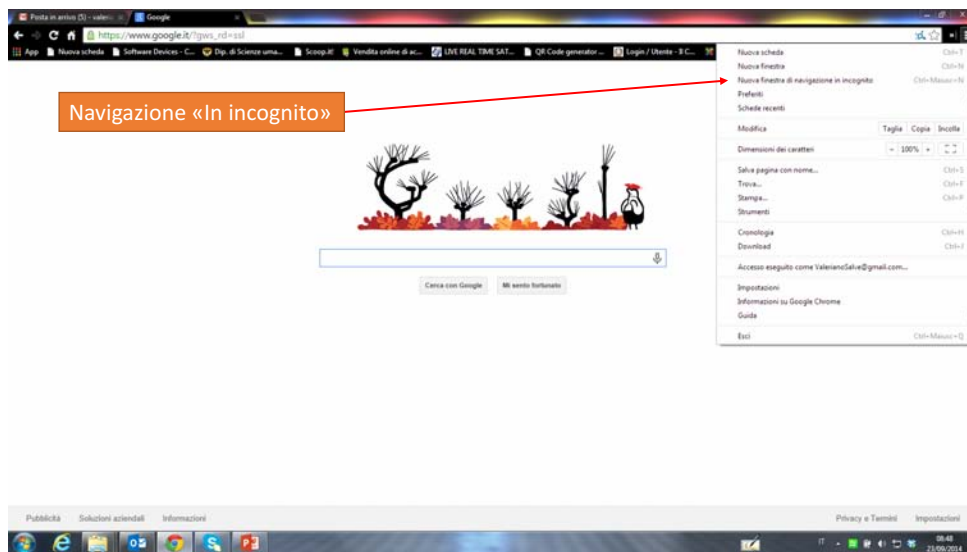 Posta in arrivo (5) - valeri
Google
https://www.google.it/?gws_rd=ssl
App
Nuova scheda
Software Devices - C...
Dip. di Scienze uma...
Scoop.it!
Vendita online di ac...
LIVE REAL TIME SAT...
QR Code generator ...
Login / Utente - Il C...
Nuova scheda Ctrl+T
Nuova finestra Ctrl+N
Nuova finestra di navigazione in incognito Ctrl+Maiusc+N
Preferiti
Schede recenti
Modifica Taglia Copia Incolla
Dimensioni dei caratteri - 100% +
Salva pagina con nome... Ctrl+S
Trova... Ctrl+F
Stampa... Ctrl+P
Strumenti
Cronologia Ctrl+H
Download Ctrl+J
Accesso eseguito come ValerianoSalve@gmail.com...
Impostazioni
Informazioni su Google Chrome
Guida
Esci Ctrl+Maiusc+Q
Navigazione «In incognito»
Cerca con Google
Mi sento fortunato
Pubblicità Soluzioni aziendali Informazioni
Privacy e Termini Impostazioni
IT
08:48
23/09/2014